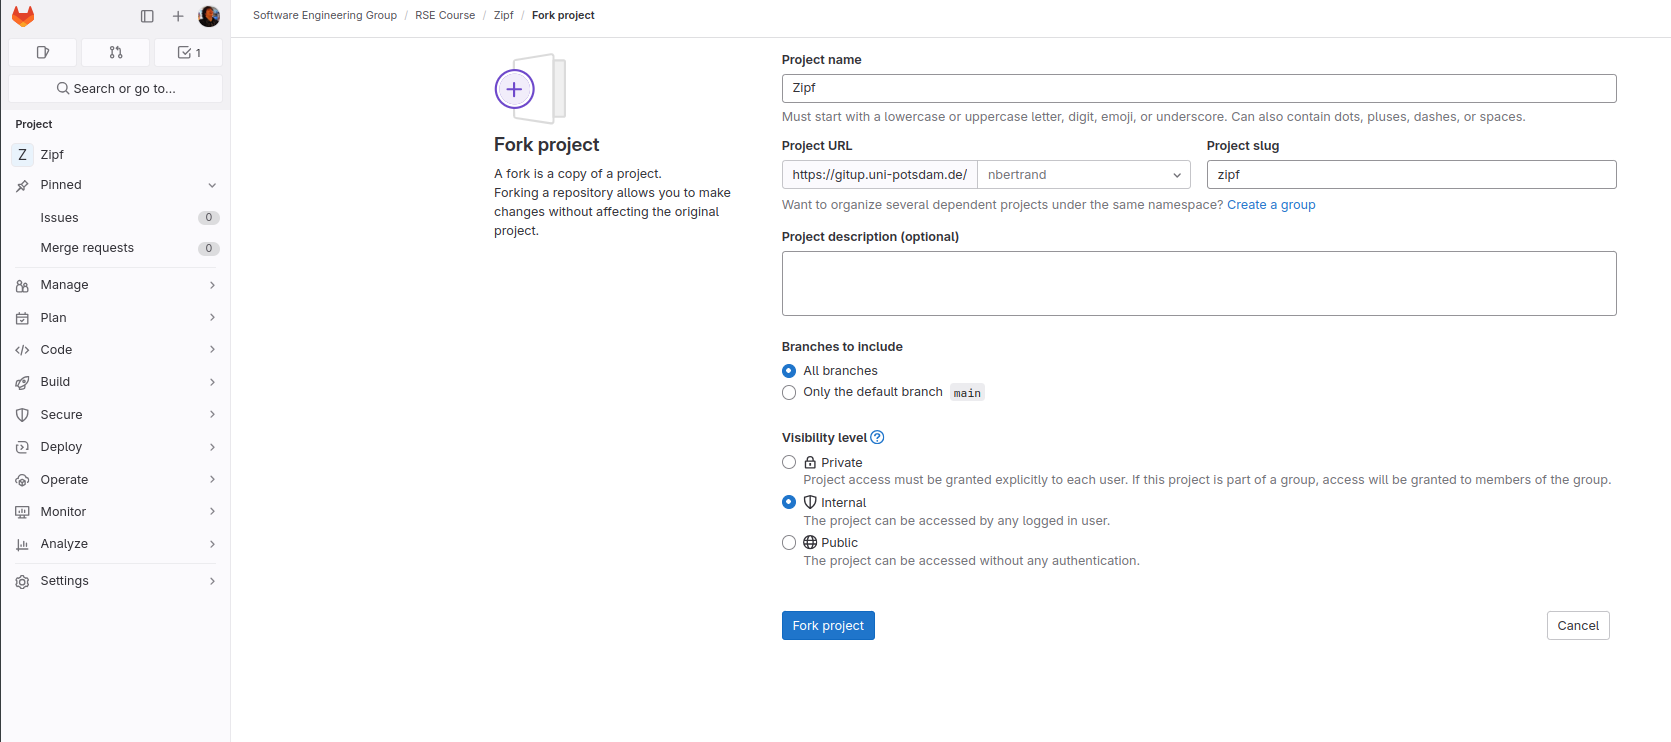 Software Engineering Group / RSE Course / Zipf / Fork project
1
Search or go to...
Project
Z Zipf
Pinned
Issues 0
Merge requests 0
Manage
Plan
Code
Build
Secure
Deploy
Operate
Monitor
Analyze
Settings
Fork project
A fork is a copy of a project.
Forking a repository allows you to make
changes without affecting the original
project.
Project name
Zipf
Must start with a lowercase or uppercase letter, digit, emoji, or underscore. Can also contain dots, pluses, dashes, or spaces.
Project URL
https://gitup.uni-potsdam.de/ nbertrand
Project slug
zipf
Want to organize several dependent projects under the same namespace? Create a group
Project description (optional)
Branches to include
All branches
Only the default branch main
Visibility level ?
Private
Project access must be granted explicitly to each user. If this project is part of a group, access will be granted to members of the group.
Internal
The project can be accessed by any logged in user.
Public
The project can be accessed without any authentication.
Fork project
Cancel